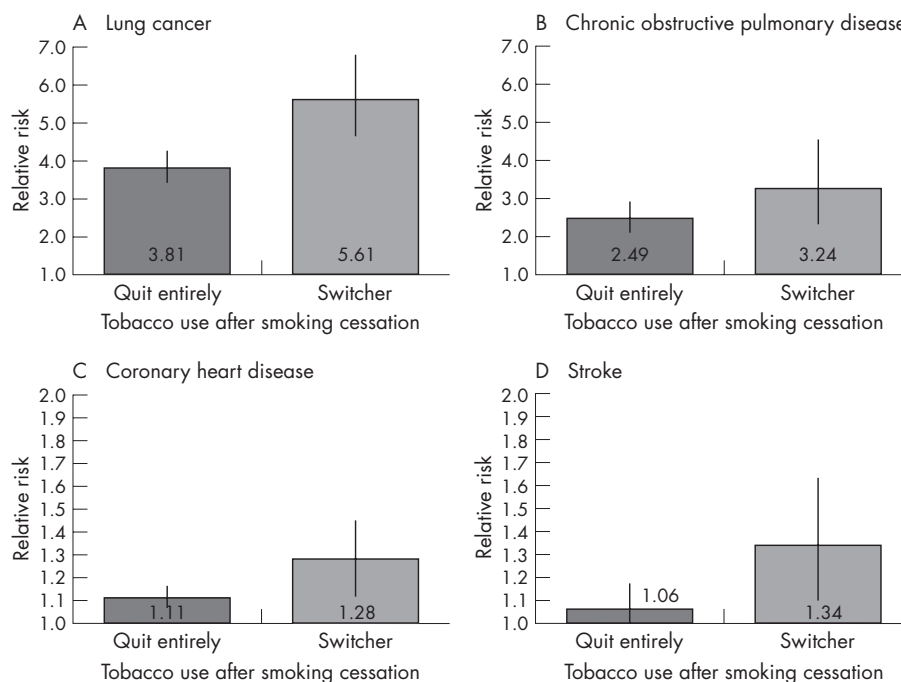 A Lung cancer
7.0
6.0
5.0
4.0
3.0
2.0
1.0
Relative risk
3.81
5.61
Quit entirely
Switcher
Tobacco use after smoking cessation
B Chronic obstructive pulmonary disease
7.0
6.0
5.0
4.0
3.0
2.0
1.0
Relative risk
2.49
3.24
Quit entirely
Switcher
Tobacco use after smoking cessation
C Coronary heart disease
2.0
1.9
1.8
1.7
1.6
1.5
1.4
1.3
1.2
1.1
1.0
Relative risk
1.11
1.28
Quit entirely
Switcher
Tobacco use after smoking cessation
D Stroke
2.0
1.9
1.8
1.7
1.6
1.5
1.4
1.3
1.2
1.1
1.0
Relative risk
1.06
1.34
Quit entirely
Switcher
Tobacco use after smoking cessation